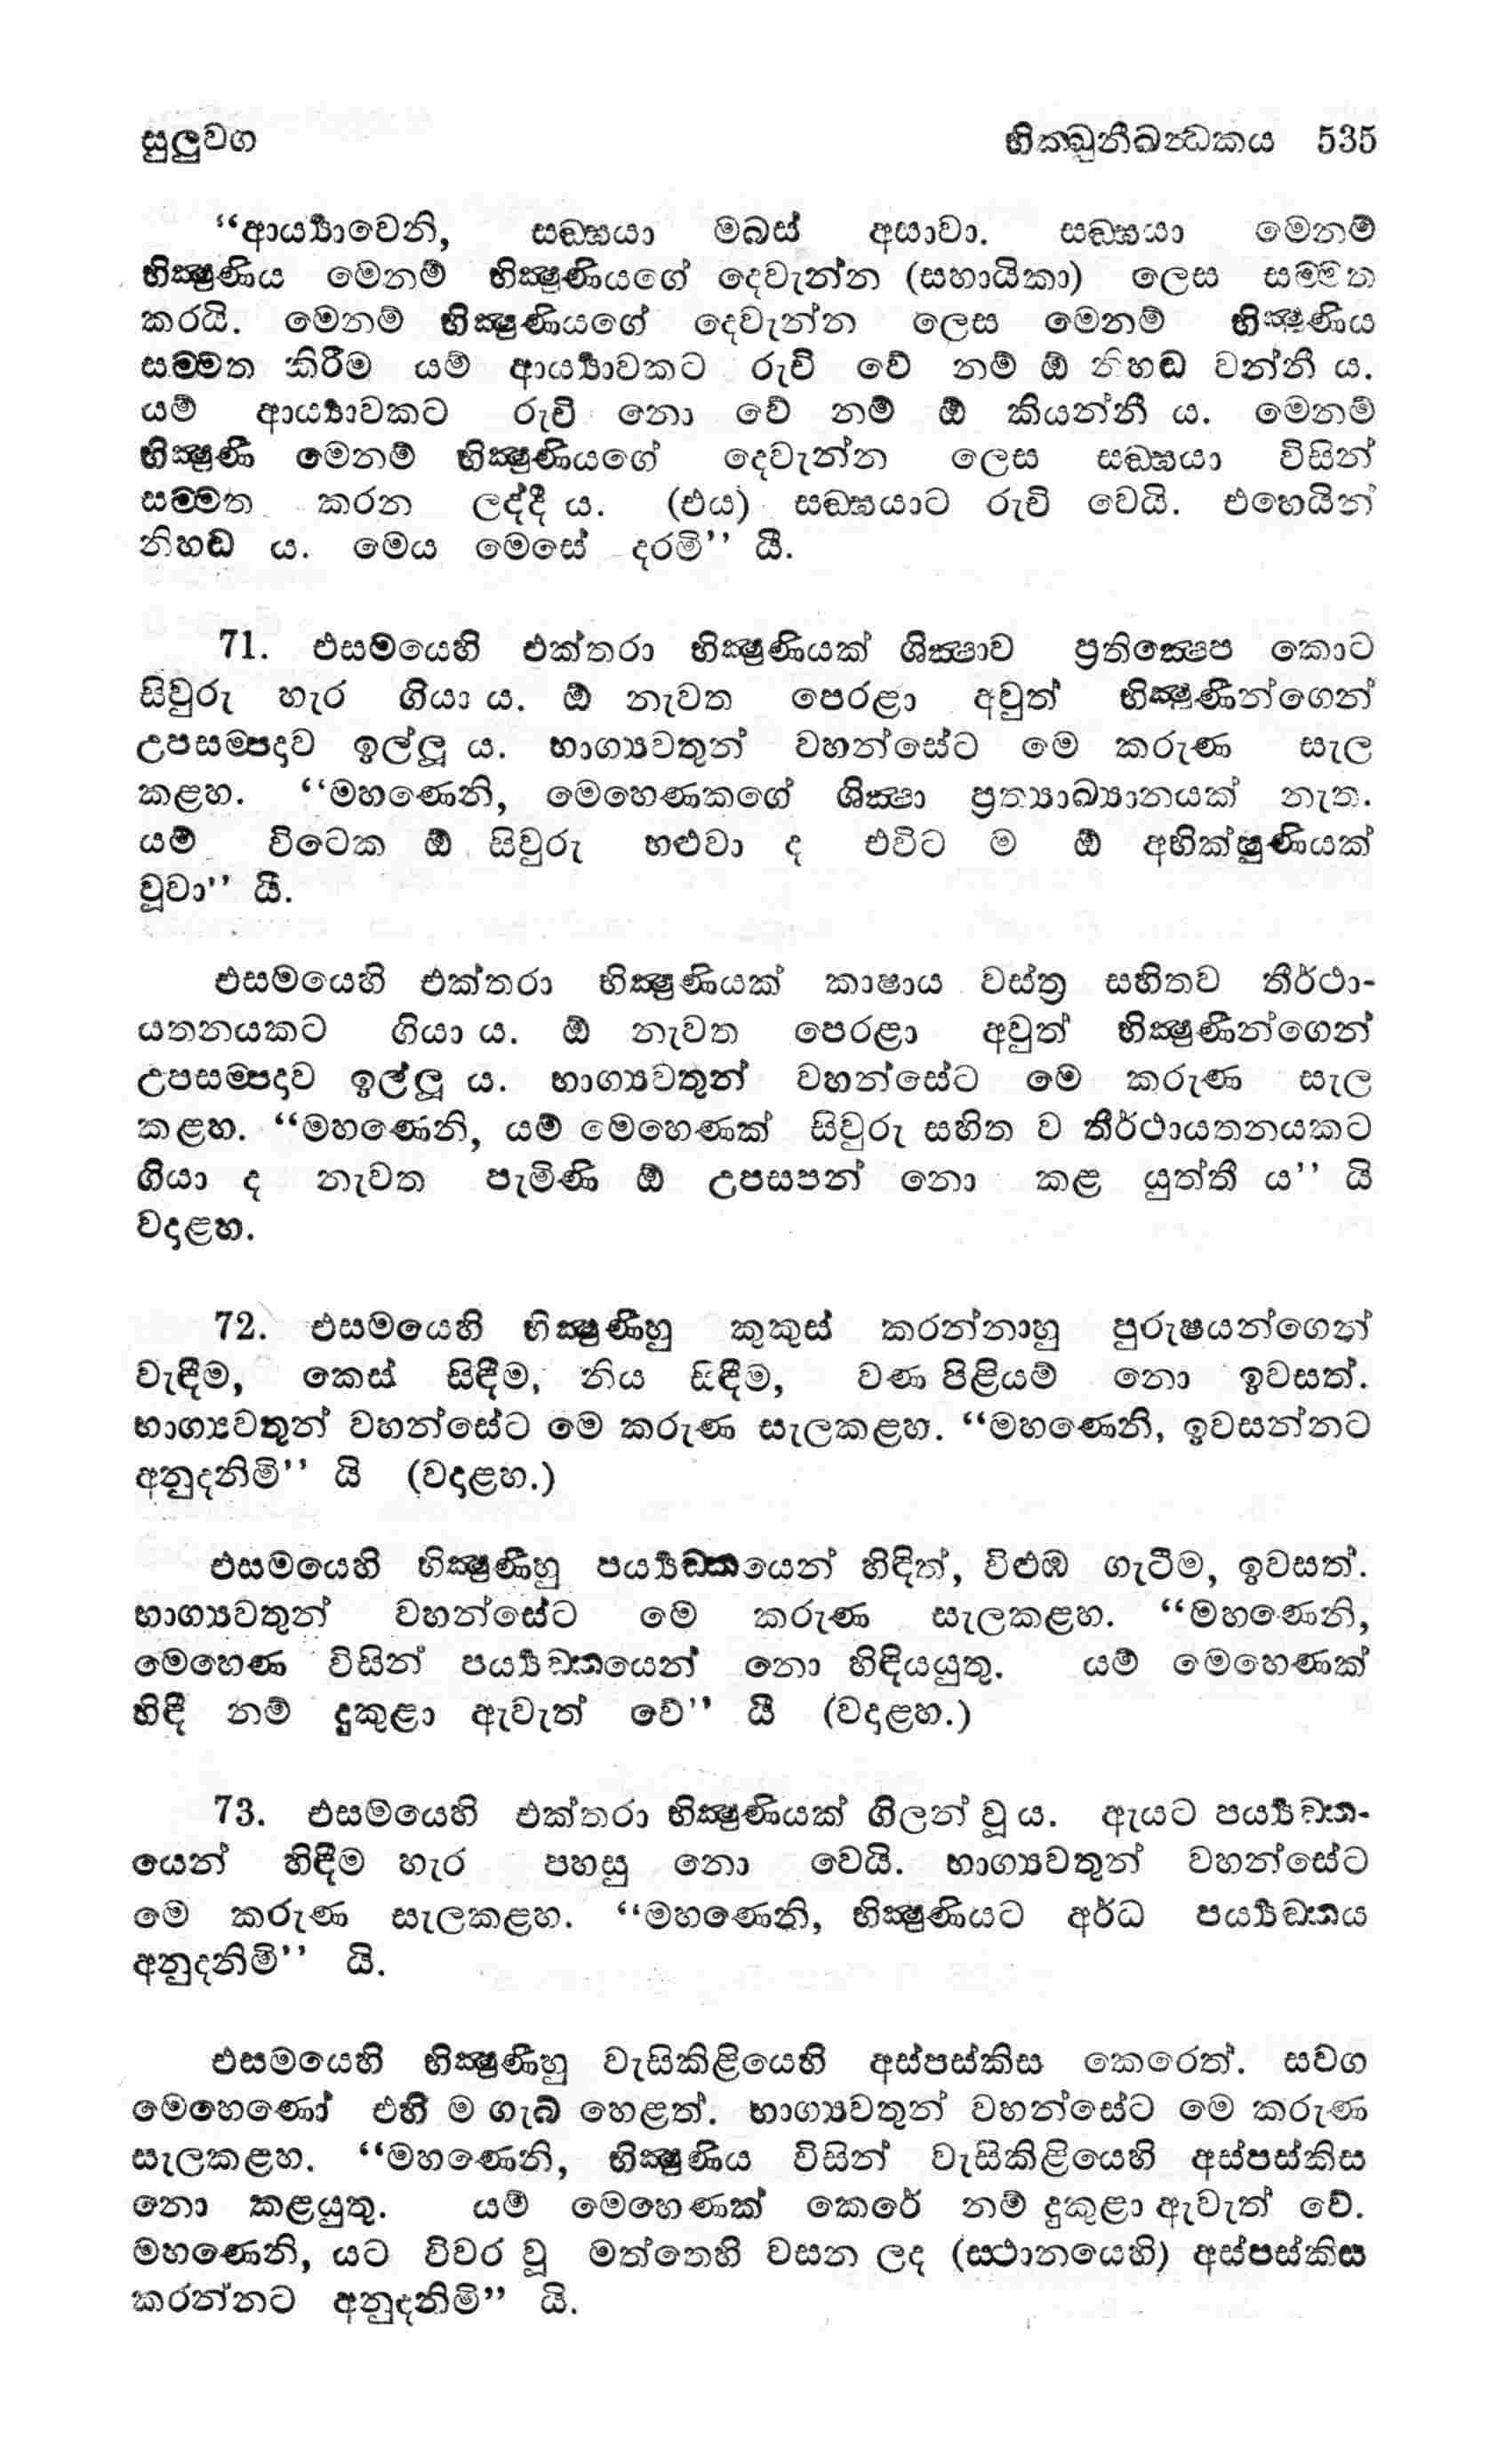 සුලුවග භික්ඛුනීඛන්ධකය 535
“ආර්‍ය්‍යාවෙනි, සඞ්ඝයා මබස් අසාවා. සඞ්ඝයා මෙනම්
භික්ෂුණිය මෙනම් භික්ෂුණියගේ දෙවැන්න (සහායිකා) ලෙස සම්මත
කරයි. මෙනම් භික්ෂුණියගේ දෙවැන්න ලෙස මෙනම් භික්ෂුණිය
සම්මත කිරීම යම් ආර්‍ය්‍යාවකට රුචි වේ නම් ඕ නිහඬ වන්නී ය.
යම් ආර්‍ය්‍යාවකට රුචි නො වේ නම් ඕ කියන්නී ය. මෙනම්
භික්ෂුණී මෙනම් භික්ෂුණියගේ දෙවැන්න ලෙස සඞ්ඝයා විසින්
සම්මත කරන ලද්දී ය. (එය) සඞ්ඝයාට රුචි වෙයි. එහෙයින්
නිහඬ ය. මෙය මෙසේ දරමි” යී.
71. එසමයෙහි එක්තරා භික්ෂුණියක් ශික්ෂාව ප්‍රතික්ෂෙප කොට
සිවුරු හැර ගියා ය. ඕ නැවත පෙරළා අවුත් භික්ෂුණීන්ගෙන්
උපසම්පදාව ඉල්ලූ ය. භාග්‍යවතුන් වහන්සේට මෙ කරුණ සැල
කළහ. “මහණෙනි, මෙහෙණකගේ ශික්ෂා ප්‍රත්‍යාඛ්‍යානයක් නැත.
යම් විටෙක ඕ සිවුරු හළුවා ද එවිට ම ඕ අභික්ෂුණියක්
වූවා” යී.
එසමයෙහි එක්තරා භික්ෂුණියක් කාෂාය වස්ත්‍ර සහිතව තීර්ථා-
යතනයකට ගියා ය. ඕ නැවත පෙරළා අවුත් භික්ෂුණීන්ගෙන්
උපසම්පදාව ඉල්ලූ ය. භාග්‍යවතුන් වහන්සේට මෙ කරුණ සැල
කළහ. “මහණෙනි, යම් මෙහෙණක් සිවුරු සහිත ව තීර්ථායතනයකට
ගියා ද නැවත පැමිණි ඕ උපසපන් නො කළ යුත්තී ය” යි
වදාළහ.
72. එසමයෙහි භික්ෂුණීහු කුකුස් කරන්නාහු පුරුෂයන්ගෙන්
වැඳීම, කෙස් සිඳීම, නිය සිඳීම, වණ පිළියම් නො ඉවසත්.
භාග්‍යවතුන් වහන්සේට මෙ කරුණ සැලකළහ. “මහණෙනි, ඉවසන්නට
අනුදනිමි” යි (වදාළහ.)
එසමයෙහි භික්ෂුණීහු පර්‍ය්‍යඞ්කයෙන් හිඳිත්, විළුඹ ගැටීම, ඉවසත්.
භාග්‍යවතුන් වහන්සේට මේ කරුණ සැලකළහ. “මහණෙනි,
මෙහෙණ විසින් පර්‍ය්‍යඞ්කයෙන් නො හිඳියයුතු. යම් මෙහෙණක්
හිඳී නම් දුකුළා ඇවැත් වේ” යී (වදාළහ.)
73. එසමයෙහි එක්තරා භික්ෂුණියක් ගිලන් වූ ය. ඇයට පර්‍ය්‍යඞ්ක-
යෙන් හිඳීම හැර පහසු නො වෙයි. භාග්‍යවතුන් වහන්සේට
මෙ කරුණ සැලකළහ. “මහණෙනි, භික්ෂුණියට අර්ධ පර්‍ය්‍යඞ්කය
අනුදනිමි” යි.
එසමයෙහි භික්ෂුණීහු වැසිකිළියෙහි අස්පස්කිස කෙරෙත්. සවග
මෙහෙණෝ එහි ම ගැබ් හෙළත්. භාග්‍යවතුන් වහන්සේට මෙ කරුණ
සැලකළහ. “මහණෙනි, භික්ෂුණිය විසින් වැසිකිළියෙහි අස්පස්කිස
නො කළයුතු. යම් මෙහෙණක් කෙරේ නම් දුකුළා ඇවැත් වේ.
මහණෙනි, යට විවර වූ මත්තෙහි වසන ලද (ස්ථානයෙහි) අස්පස්කිස
කරන්නට අනුදනිමි” යි.